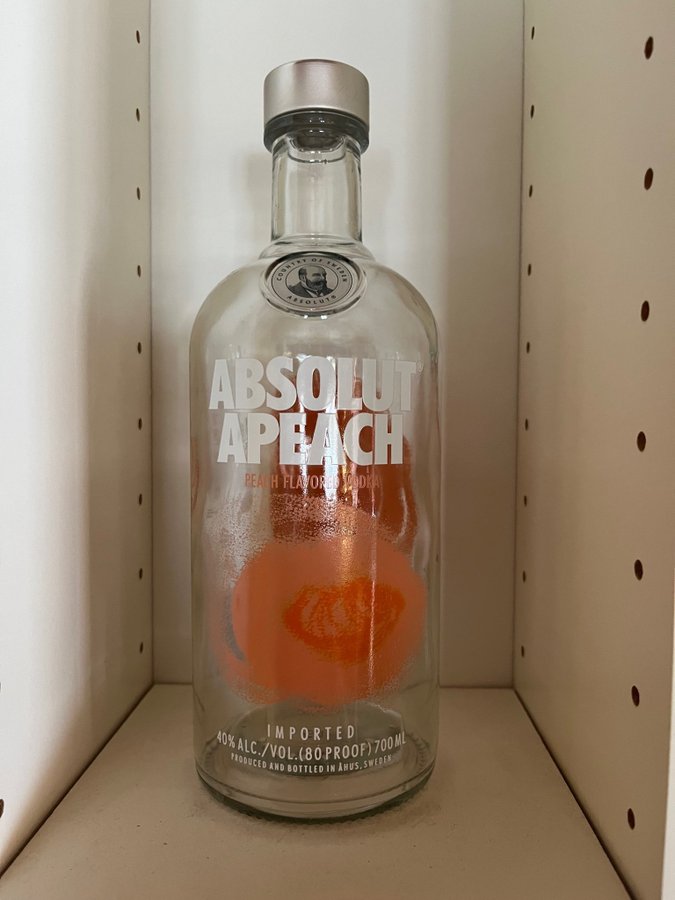 COUNTRY OF SWEDEN
ABSOLUT®
ABSOLUT®
APEACH
PEACH FLAVORED VODKA
IMPORTED
40% ALC./VOL.(80 PROOF) 700 ML
PRODUCED AND BOTTLED IN ÅHUS, SWEDEN